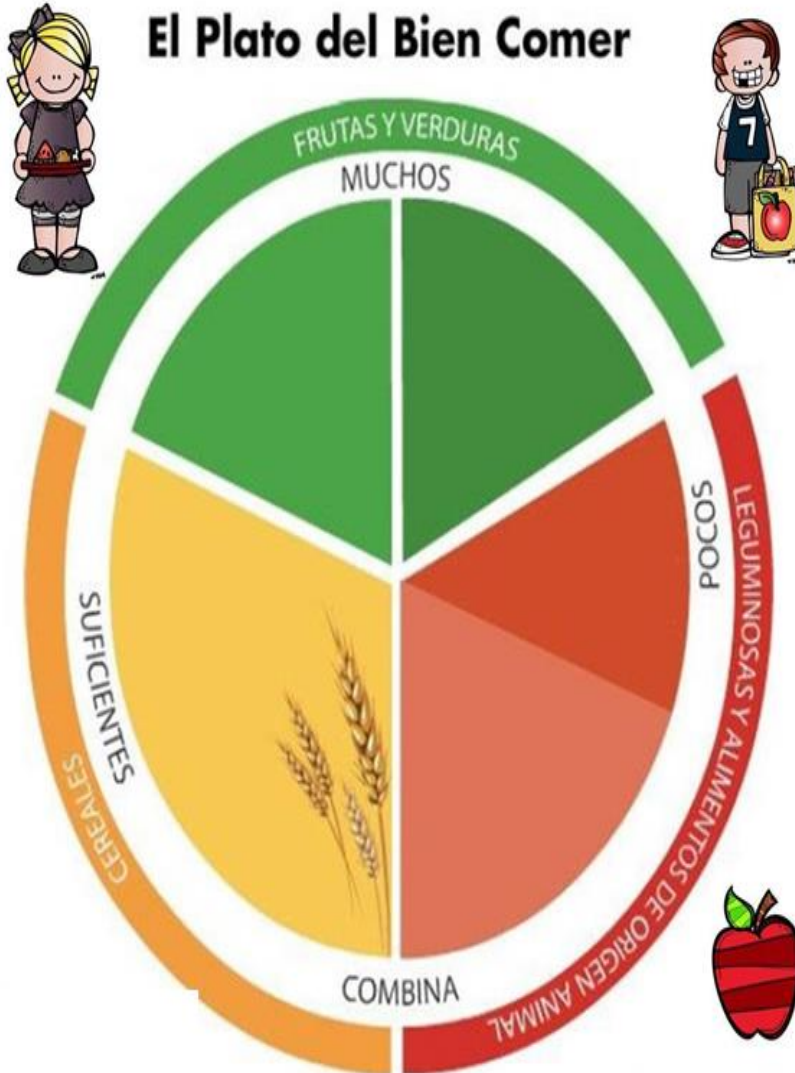 El Plato del Bien Comer
FRUTAS Y VERDURAS
MUCHOS
POCOS
LEGUMINOSAS Y ALIMENTOS DE ORIGEN ANIMAL
SUFICIENTES
CEREALES
COMBINA
7